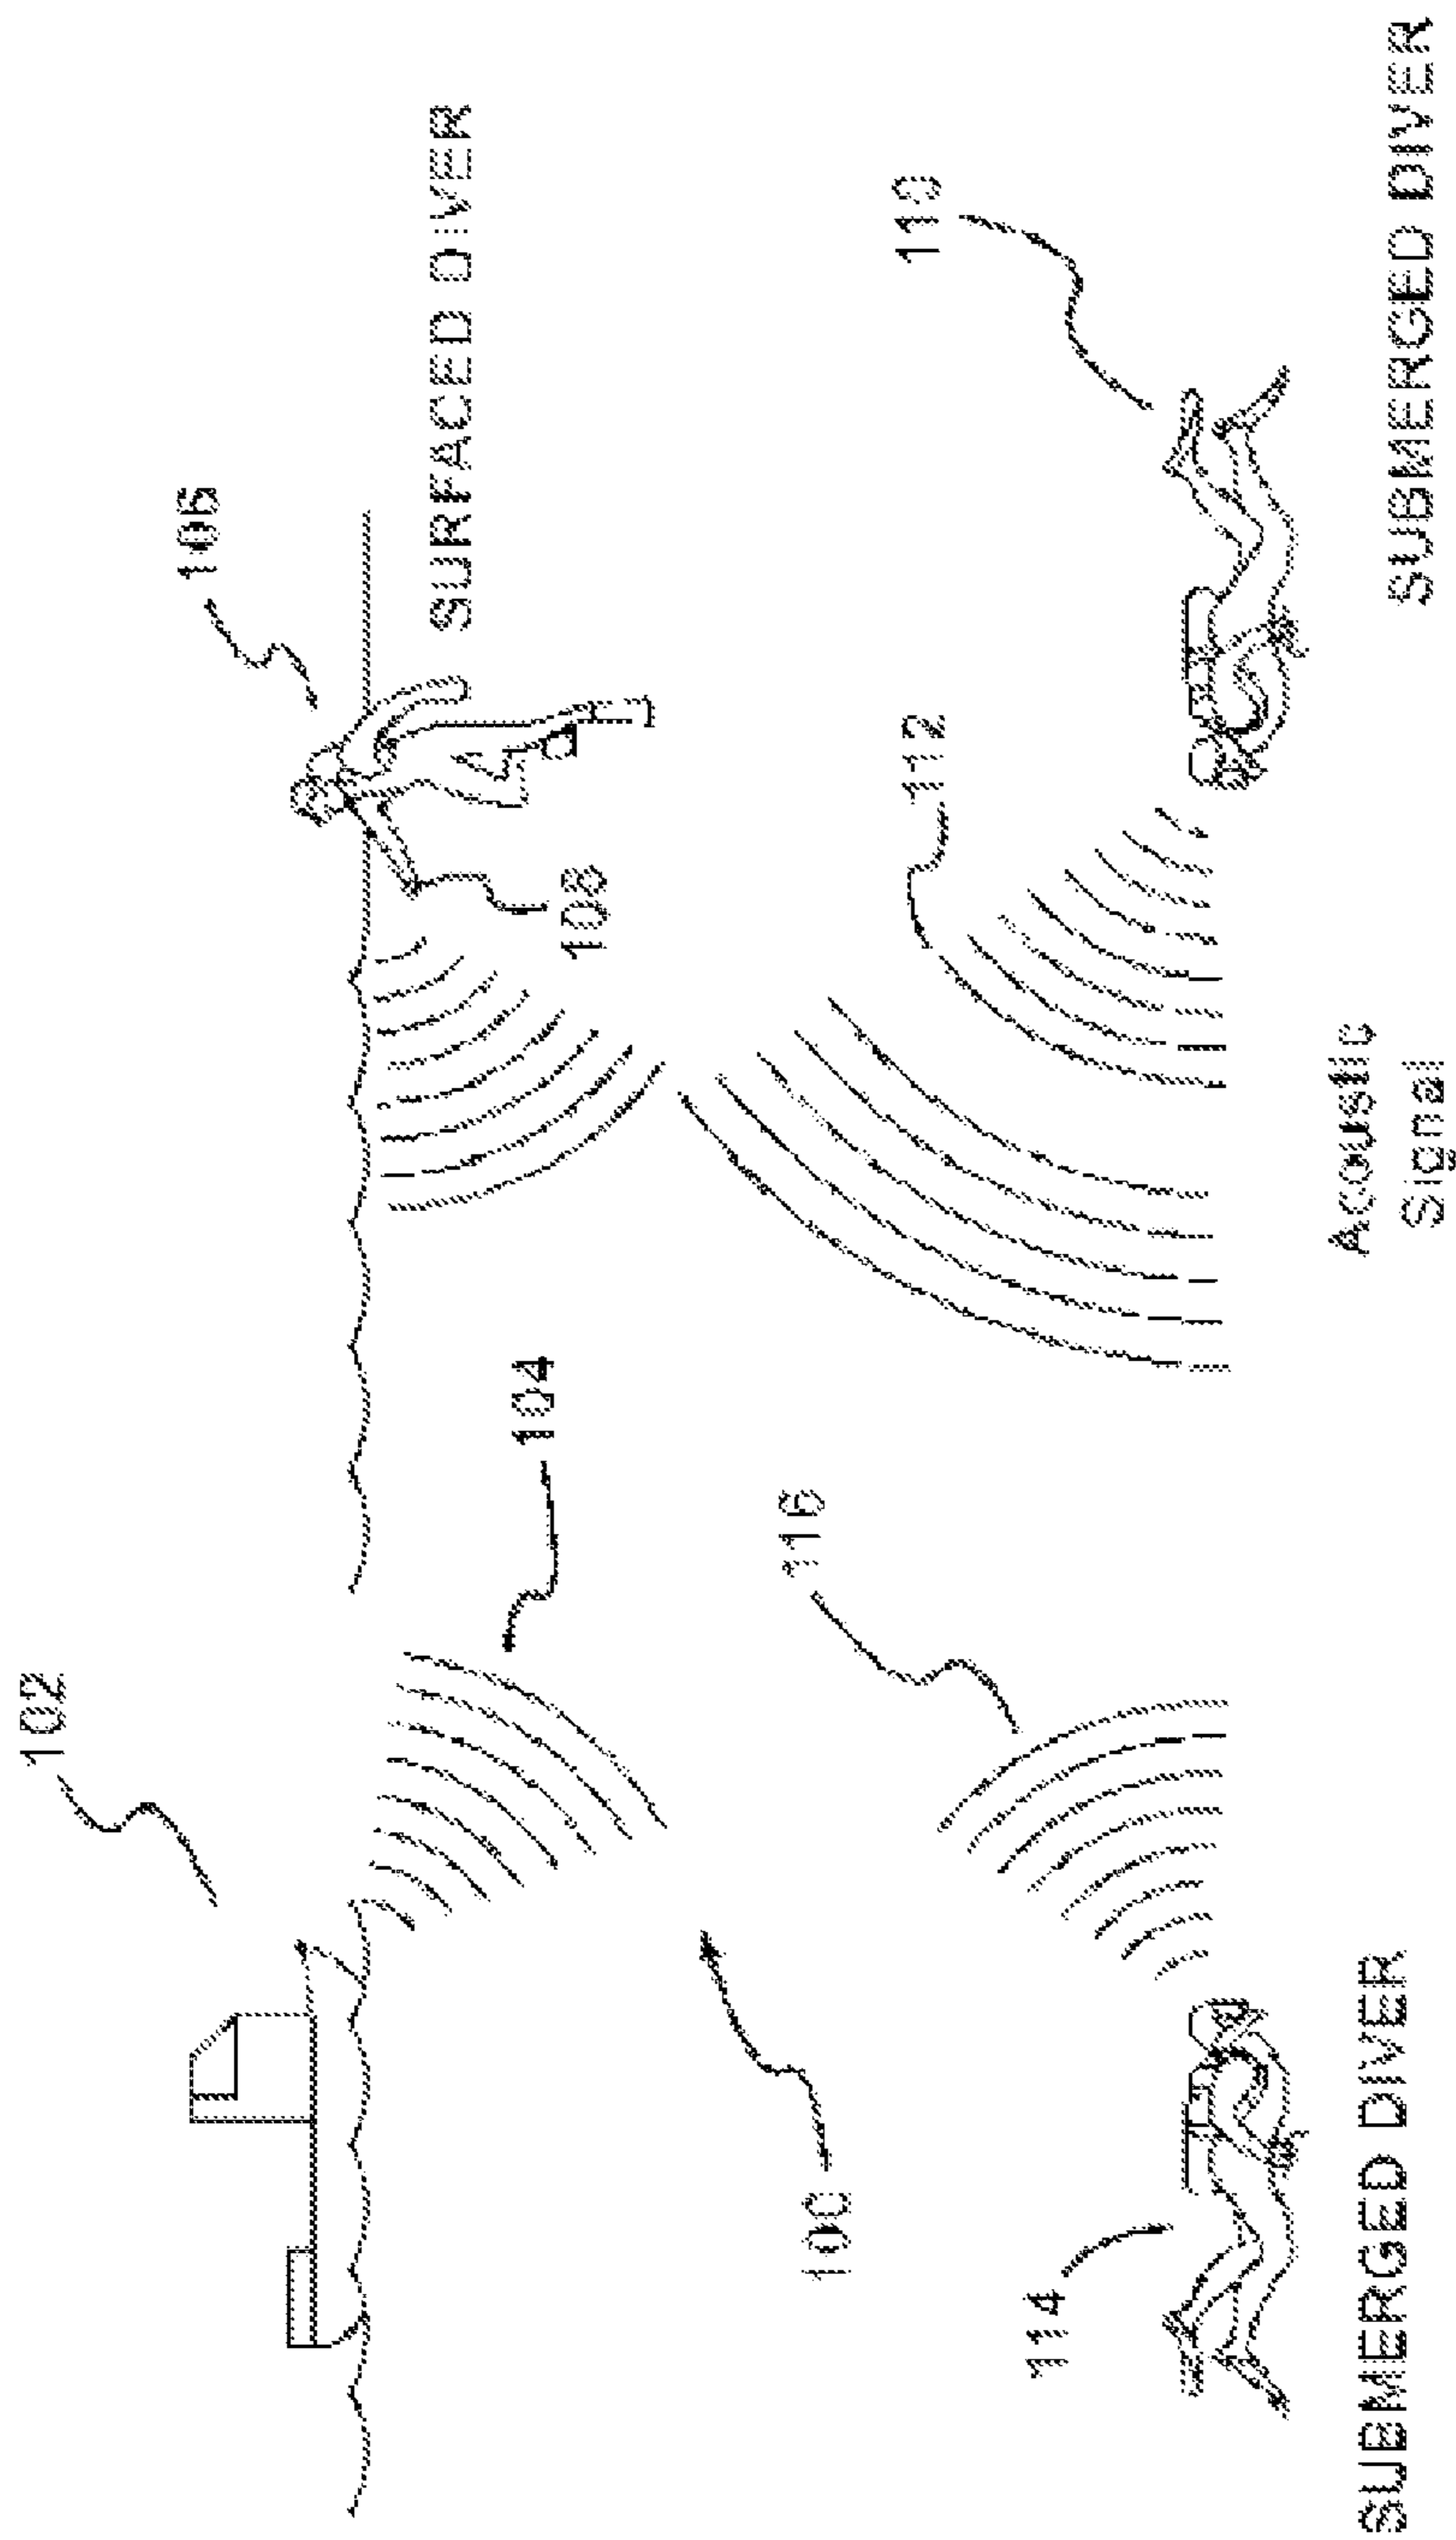 102
106
104
SURFACED DIVER
108
100
116
112
110
114
Acoustic
Signal
SUBMERGED DIVER
SUBMERGED DIVER